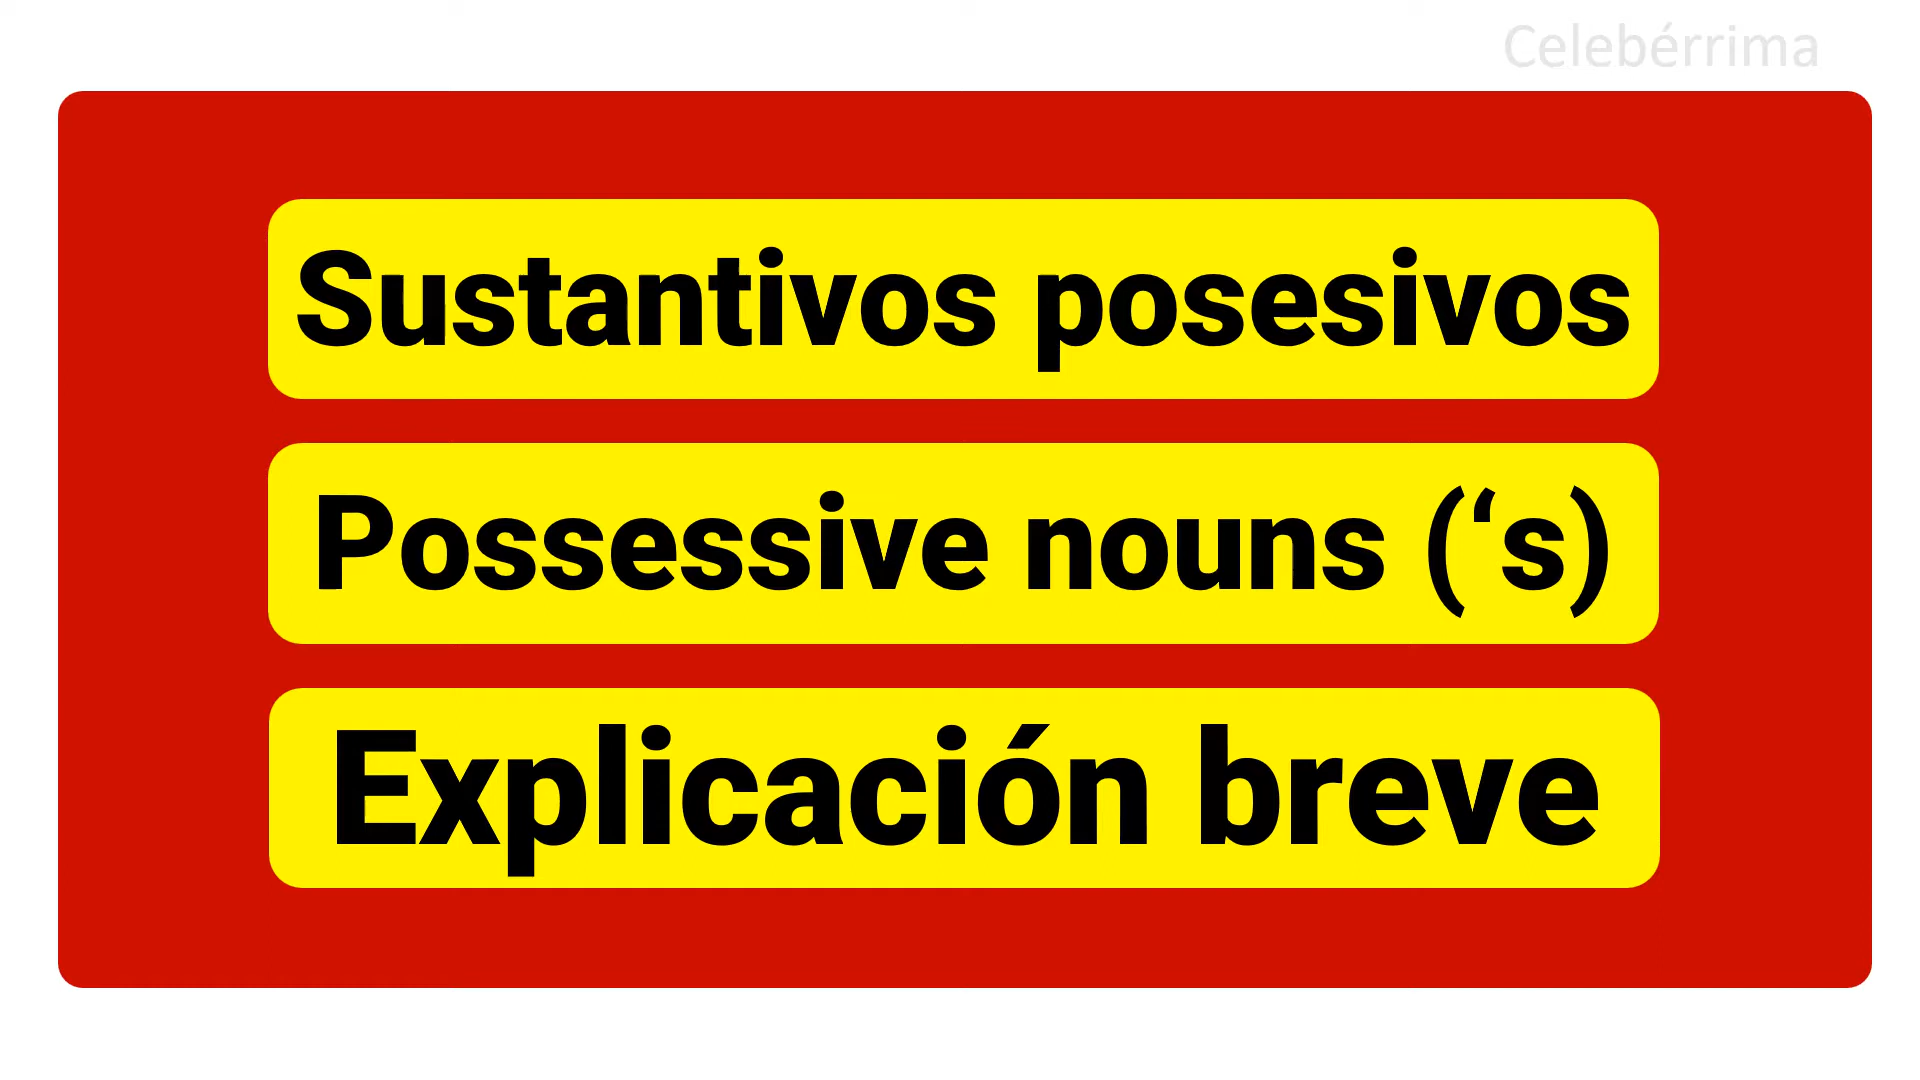 Celebérrima
Sustantivos posesivos
Possessive nouns (‘s)
Explicación breve